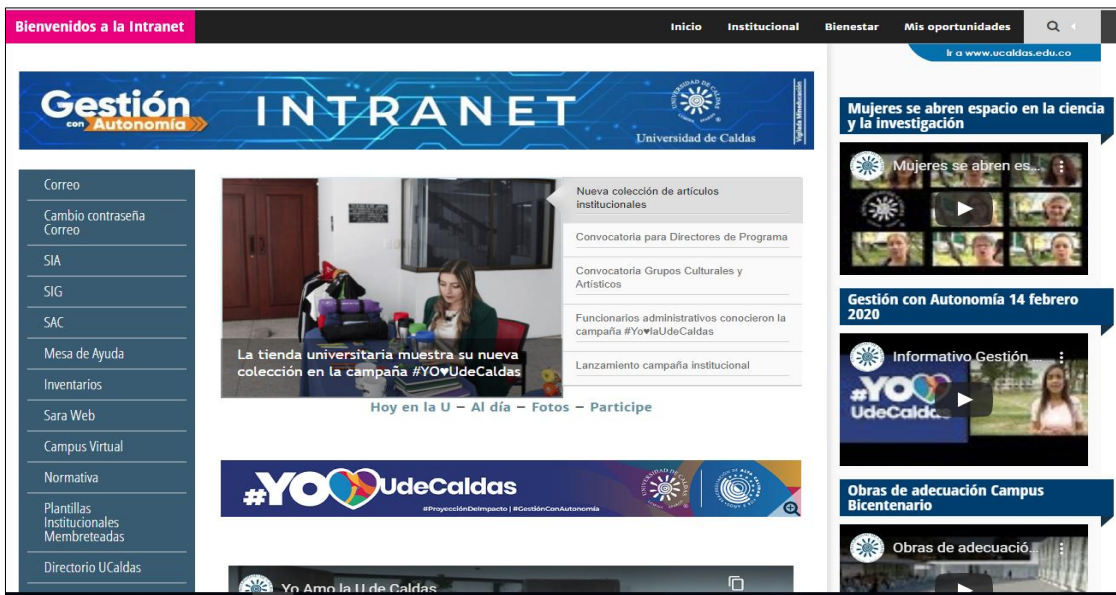 Bienvenidos a la Intranet
Inicio
Institucional
Bienestar
Mis oportunidades
Ir a www.ucaldas.edu.co
Gestión
con Autonomía
INTRANET
UNIVERSIDAD DE CALDAS
Universidad de Caldas
Vigilada Mineducación
Correo
Cambio contraseña
Correo
SIA
SIG
SAC
Mesa de Ayuda
Inventarios
Sara Web
Campus Virtual
Normativa
Plantillas
Institucionales
Membreteadas
Directorio UCaldas
La tienda universitaria muestra su nueva
colección en la campaña #YO♥UdeCaldas
Nueva colección de artículos
institucionales
Convocatoria para Directores de Programa
Convocatoria Grupos Culturales y
Artísticos
Funcionarios administrativos conocieron la
campaña #Yo♥laUdeCaldas
Lanzamiento campaña institucional
Hoy en la U – Al día – Fotos – Participe
#YO UdeCaldas
#ProyecciónDeImpacto | #GestiónConAutonomía
Yo Amo la U de Caldas
Mujeres se abren espacio en la ciencia
y la investigación
Mujeres se abren es...
Gestión con Autonomía 14 febrero
2020
Informativo Gestión ...
#YO
UdeCaldas
Obras de adecuación Campus
Bicentenario
Obras de adecuació...